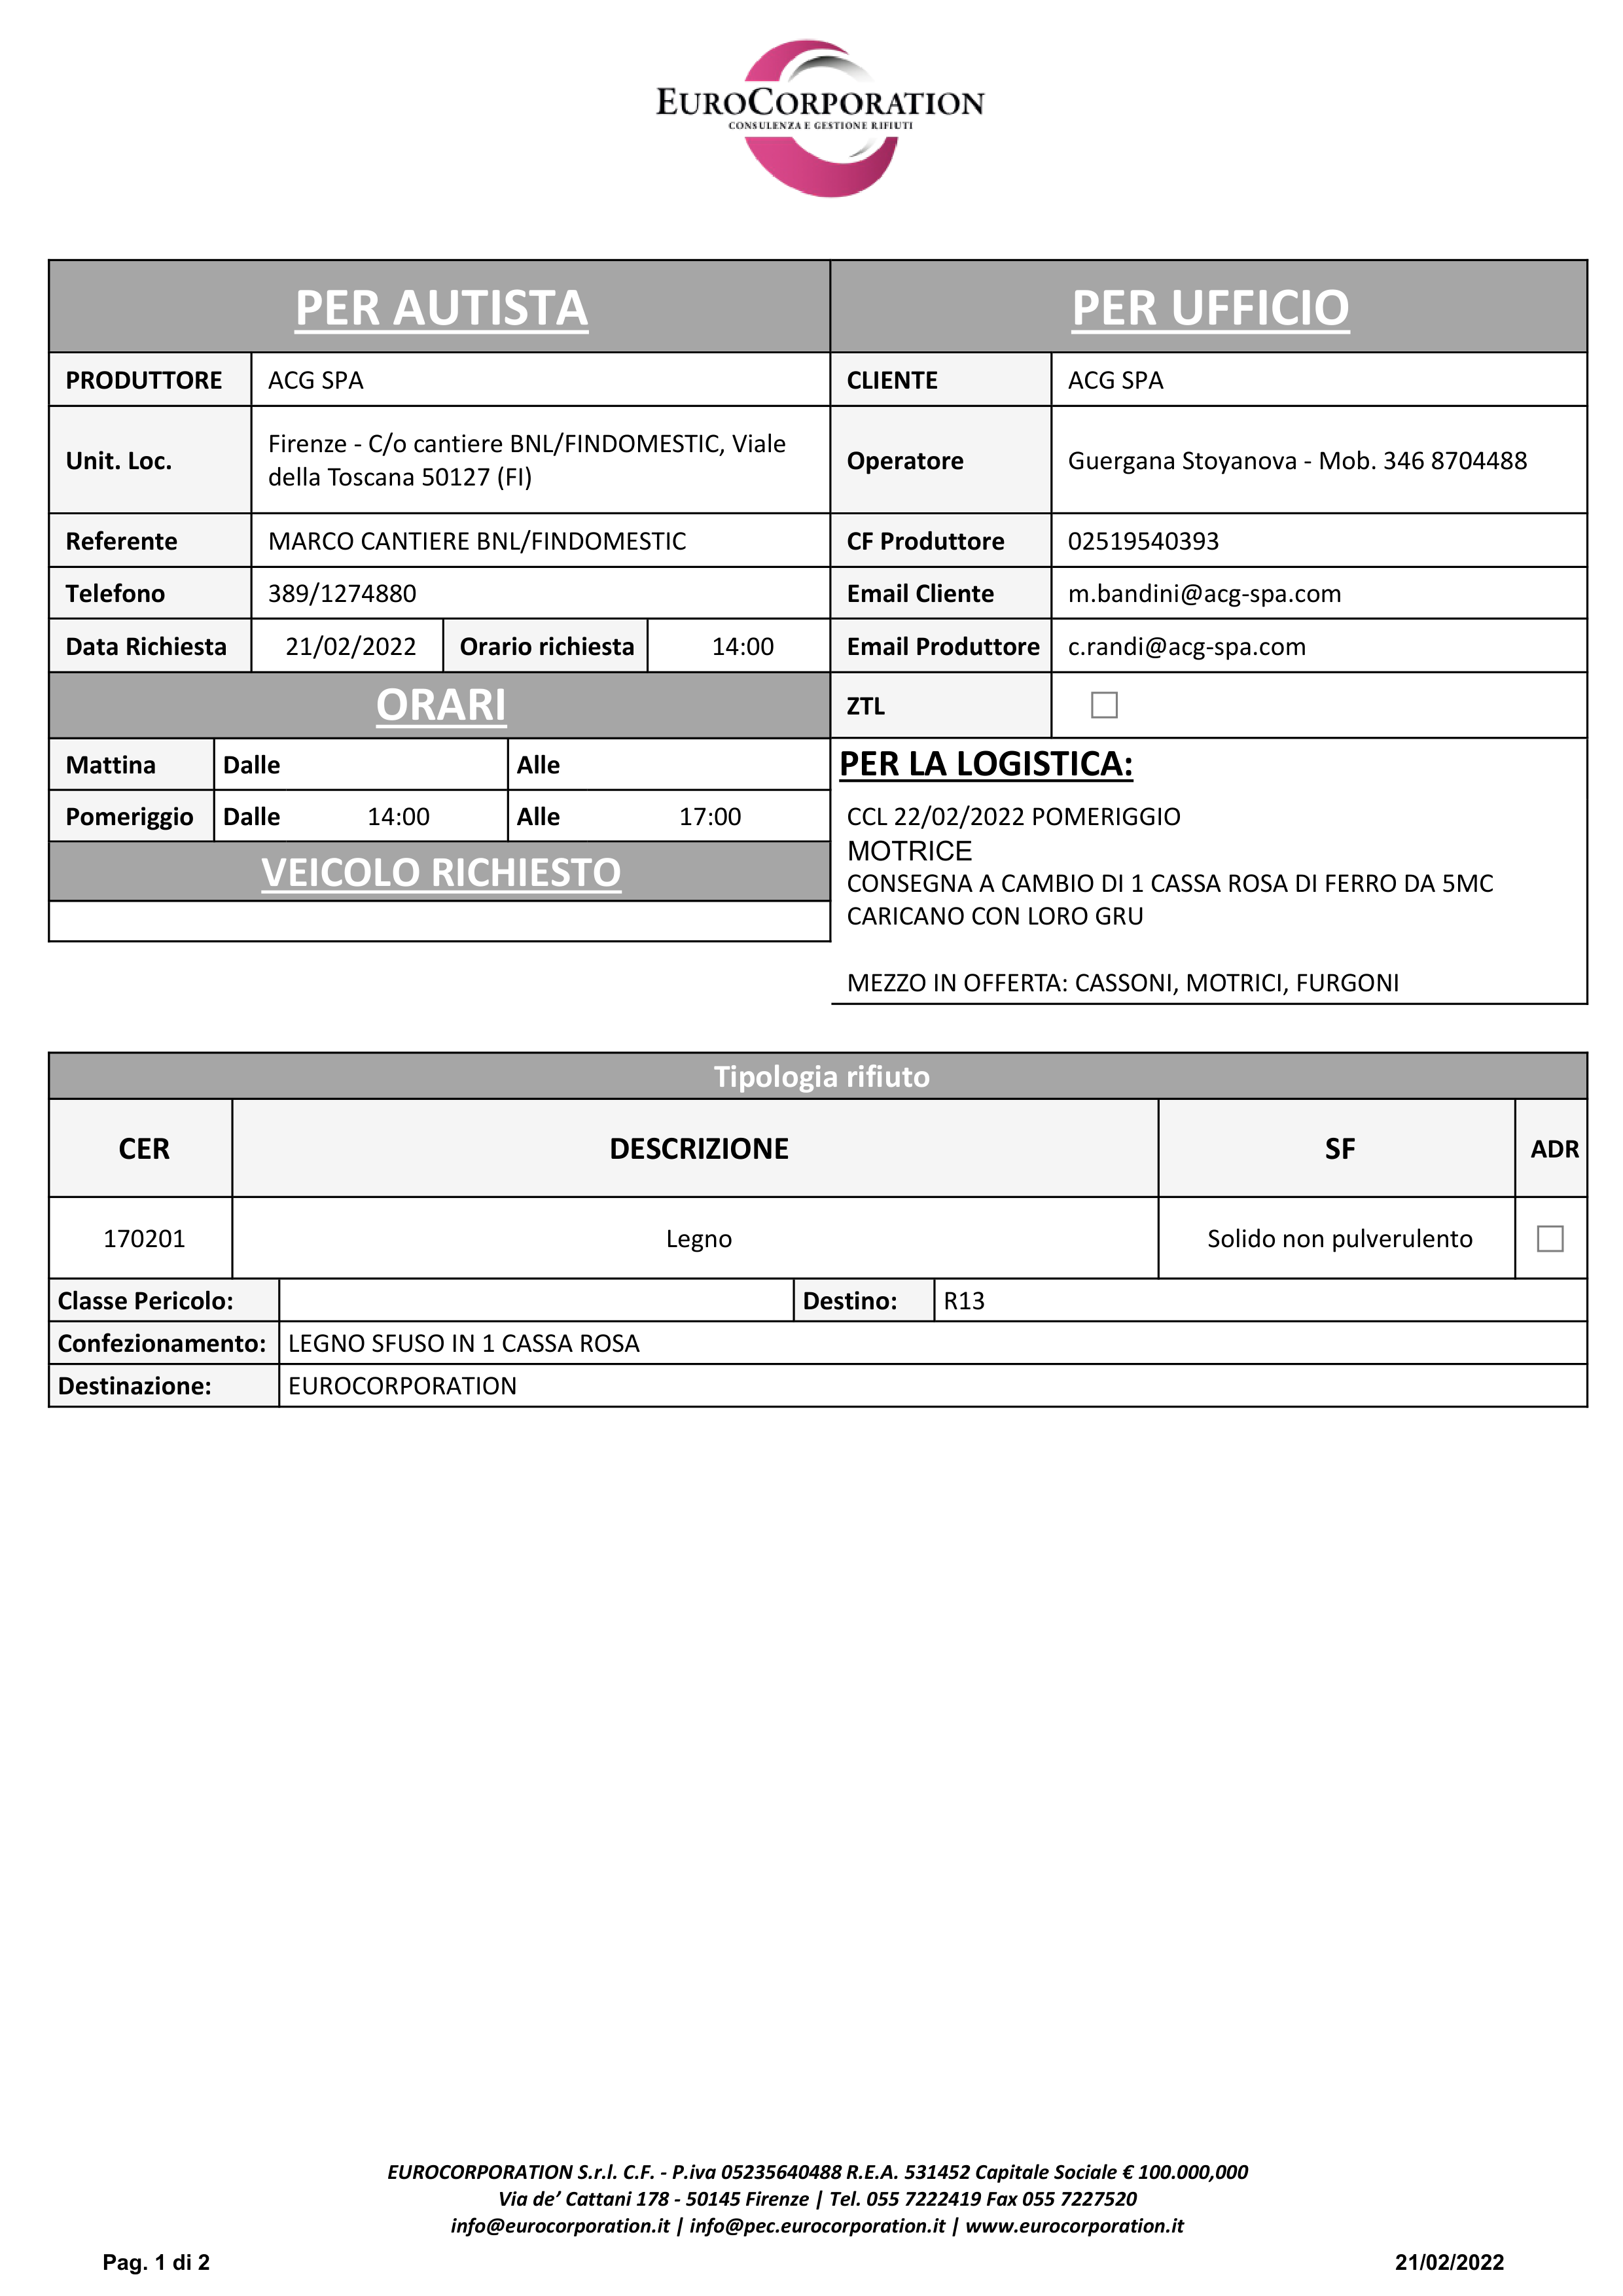 EUROCORPORATION
CONSULENZA E GESTIONE RIFIUTI
PER AUTISTA
PER UFFICIO
PRODUTTORE ACG SPA
CLIENTE ACG SPA
Unit. Loc. Firenze - C/o cantiere BNL/FINDOMESTIC, Viale
della Toscana 50127 (FI)
Operatore Guergana Stoyanova - Mob. 346 8704488
Referente MARCO CANTIERE BNL/FINDOMESTIC
CF Produttore 02519540393
Telefono 389/1274880
Email Cliente m.bandini@acg-spa.com
Data Richiesta 21/02/2022 Orario richiesta 14:00
Email Produttore c.randi@acg-spa.com
ORARI
ZTL
Mattina Dalle Alle
Pomeriggio Dalle 14:00 Alle 17:00
VEICOLO RICHIESTO
PER LA LOGISTICA:
CCL 22/02/2022 POMERIGGIO
MOTRICE
CONSEGNA A CAMBIO DI 1 CASSA ROSA DI FERRO DA 5MC
CARICANO CON LORO GRU
MEZZO IN OFFERTA: CASSONI, MOTRICI, FURGONI
Tipologia rifiuto
CER DESCRIZIONE SF ADR
170201 Legno Solido non pulverulento
Classe Pericolo: Destino: R13
Confezionamento: LEGNO SFUSO IN 1 CASSA ROSA
Destinazione: EUROCORPORATION
EUROCORPORATION S.r.l. C.F. - P.iva 05235640488 R.E.A. 531452 Capitale Sociale € 100.000,000
Via de’ Cattani 178 - 50145 Firenze | Tel. 055 7222419 Fax 055 7227520
info@eurocorporation.it | info@pec.eurocorporation.it | www.eurocorporation.it
Pag. 1 di 2 21/02/2022